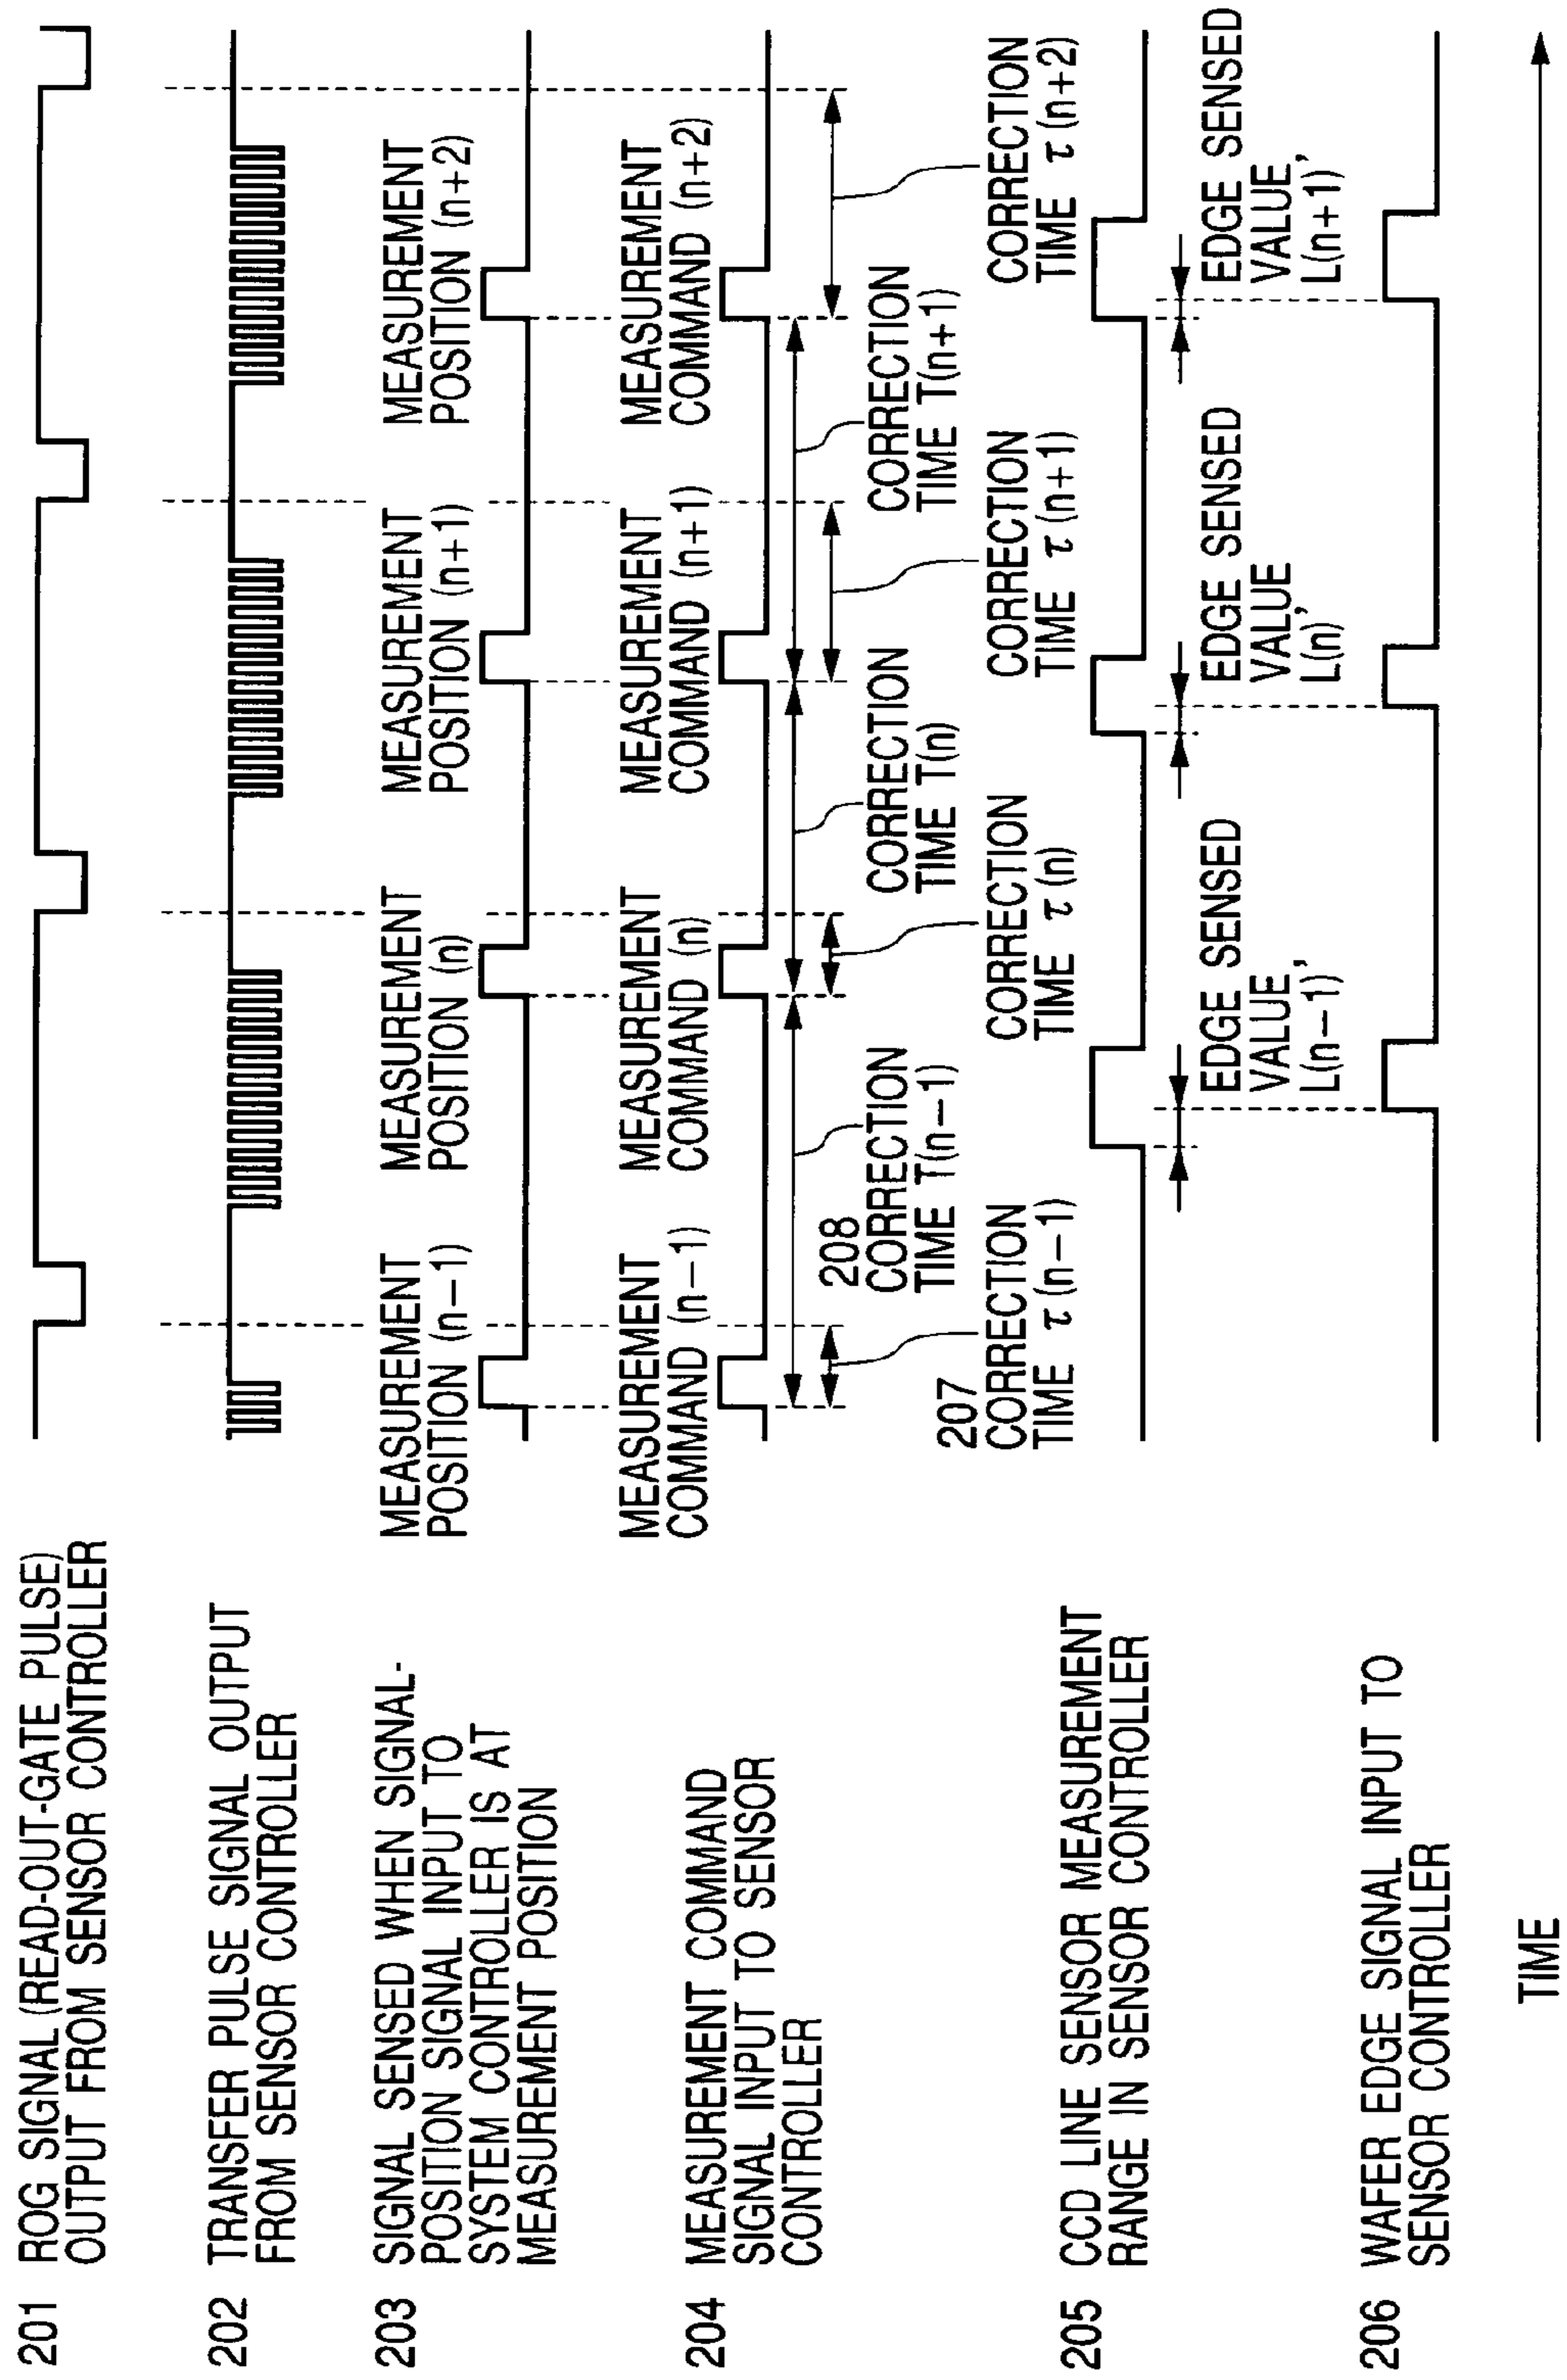 201 ROG SIGNAL (READ-OUT-GATE PULSE)
OUTPUT FROM SENSOR CONTROLLER
202 TRANSFER PULSE SIGNAL OUTPUT
FROM SENSOR CONTROLLER
203 SIGNAL SENSED WHEN SIGNAL-
POSITION SIGNAL INPUT TO
SYSTEM CONTROLLER IS AT
MEASUREMENT POSITION
MEASUREMENT
POSITION (n-1)
MEASUREMENT
POSITION (n)
MEASUREMENT
POSITION (n+1)
MEASUREMENT
POSITION (n+2)
204 MEASUREMENT COMMAND
SIGNAL INPUT TO SENSOR
CONTROLLER
MEASUREMENT
COMMAND (n-1)
MEASUREMENT
COMMAND (n)
MEASUREMENT
COMMAND (n+1)
MEASUREMENT
COMMAND (n+2)
208
CORRECTION
TIME T(n-1)
CORRECTION
TIME T(n)
CORRECTION
TIME T(n+1)
207
CORRECTION
TIME τ(n-1)
CORRECTION
TIME τ(n)
CORRECTION
TIME τ(n+1)
CORRECTION
TIME τ(n+2)
205 CCD LINE SENSOR MEASUREMENT
RANGE IN SENSOR CONTROLLER
EDGE SENSED
VALUE,
L(n-1)'
EDGE SENSED
VALUE
L(n)'
EDGE SENSED
VALUE,
L(n+1)'
206 WAFER EDGE SIGNAL INPUT TO
SENSOR CONTROLLER
TIME